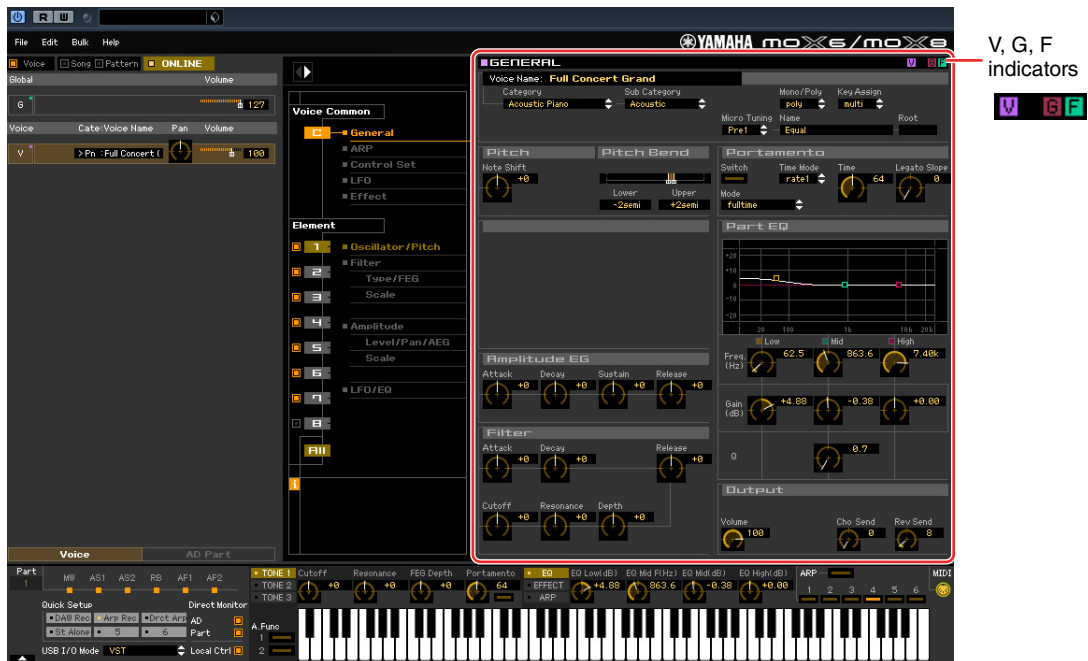 R W
File Edit Bulk Help
YAMAHA moX6/moX8
V, G, F
indicators
V G F
Voice Song Pattern ONLINE
Global Volume
G 127
Voice Cate:Voice Name Pan Volume
V >Pn :Full Concert ( 100
Voice Common
C General
ARP
Control Set
LFO
Effect
Element
1 Oscillator/Pitch
2 Filter
Type/FEG
3 Scale
4 Amplitude
5 Level/Pan/AEG
Scale
6
7 LFO/EQ
8
All
i
GENERAL V G F
Voice Name: Full Concert Grand
Category Sub Category Mono/Poly Key Assign
Acoustic Piano Acoustic poly multi
Micro Tuning Name Root
Pre1 Equal
Pitch Pitch Bend Portamento
Note Shift
+0
Lower Upper
-2semi +2semi
Switch Time Mode Time Legato Slope
rate1 64 0
Mode
fulltime
Part EQ
+20
+10
-10
-20
20 100 1k 10k 20k
Low Mid High
Freq (Hz) 62.5 863.6 7.40k
Gain (dB) +4.88 -0.38 +0.00
Q 0.7
Amplitude EG
Attack Decay Sustain Release
+0 +0 +0 +0
Filter
Attack Decay Release
+0 +0 +0
Cutoff Resonance Depth
+0 +0 +0
Output
Volume Cho Send Rev Send
100 0 8
Voice AD Part
Part
1
MW AS1 AS2 RB AF1 AF2
Quick Setup Direct Monitor
DAW Rec Arp Rec Drct Arp AD
St Alone 5 6 Part
USB I/O Mode VST Local Ctrl
TONE 1 Cutoff Resonance FEG Depth Portamento
TONE 2 +0 +0 +0 64
TONE 3
EQ EQ Low(dB) EQ Mid F(Hz) EQ Mid(dB) EQ High(dB)
EFFECT +4.88 863.6 -0.38 +0.00
ARP
ARP MIDI
1 2 3 4 5 6
A.Func
1
2